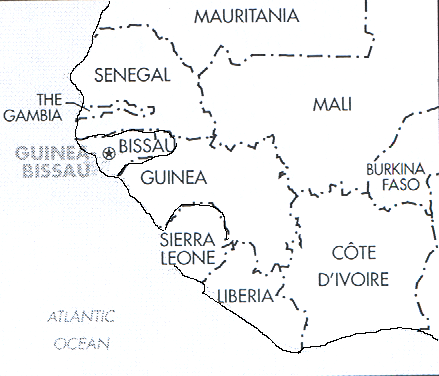 MAURITANIA
SENEGAL
THE
GAMBIA
MALI
GUINEA
BISSAU
BISSAU
GUINEA
BURKINA
FASO
SIERRA
LEONE
CÔTE
D'IVOIRE
LIBERIA
ATLANTIC
OCEAN